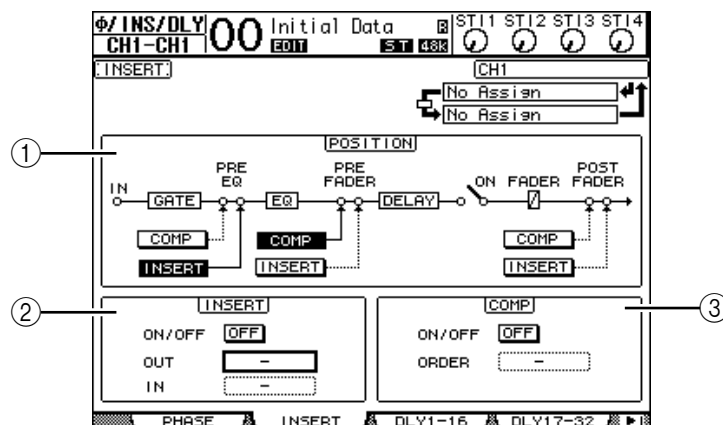 Φ/INS/DLY 00 Initial Data R STI1 STI2 STI3 STI4
CH1-CH1 EDIT ST 48k
INSERT CH1
No Assign
No Assign
1
POSITION
PRE EQ PRE FADER POST FADER
IN GATE EQ DELAY ON FADER
COMP COMP COMP
INSERT INSERT INSERT
2 INSERT COMP 3
ON/OFF OFF ON/OFF OFF
OUT - ORDER -
IN -
PHASE INSERT DLY1-16 DLY17-32